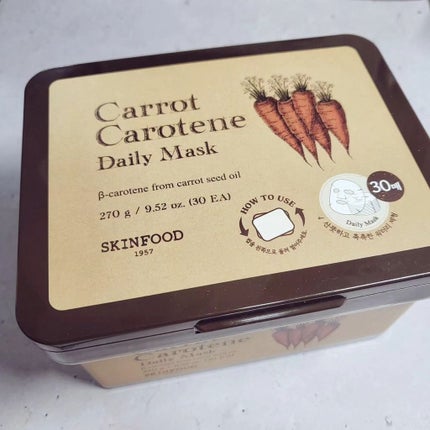 Carrot
Carotene
Daily Mask
β-carotene from carrot seed oil
270 g / 9.52 oz. (30 EA)
SKINFOOD
1957
HOW TO USE
30매
Daily Mask
Carotene
Daily Mask